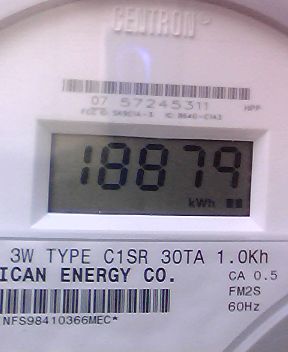 CENTRON
07 57245311 HPP
18879
kWh
3W TYPE C1SR 30TA 1.0Kh
ICAN ENERGY CO. CA 0.5
FM2S
60Hz
NFS98410366MEC*